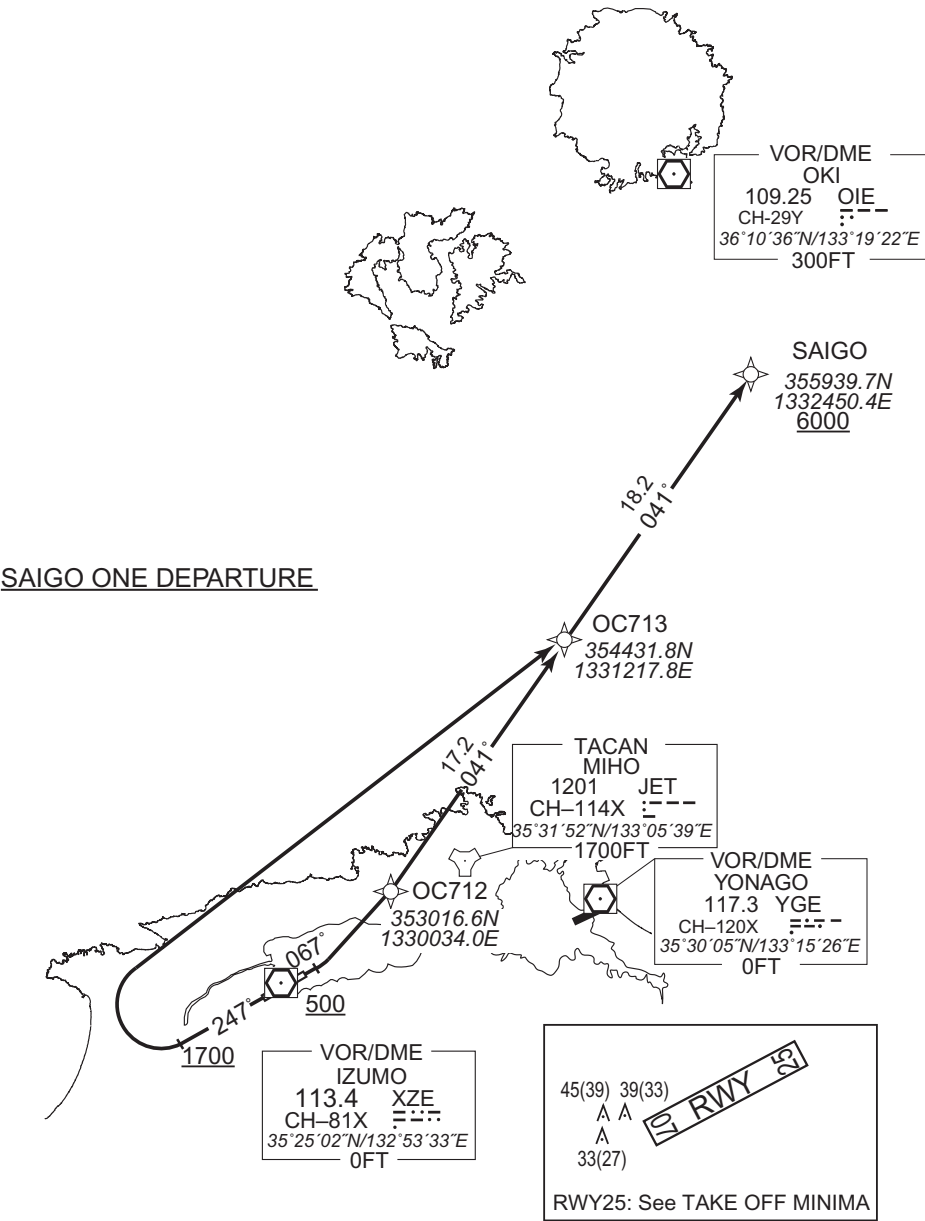 VOR/DME
OKI
109.25 OIE
CH-29Y
36°10´36˝N/133°19´22˝E
300FT
SAIGO
355939.7N
1332450.4E
6000
18.2
041°
SAIGO ONE DEPARTURE
OC713
354431.8N
1331217.8E
17.2
041°
TACAN
MIHO
1201 JET
CH–114X
35°31´52˝N/133°05´39˝E
1700FT
VOR/DME
YONAGO
117.3 YGE
CH–120X
35°30´05˝N/133°15´26˝E
0FT
OC712
353016.6N
1330034.0E
067°
500
247°
1700
VOR/DME
IZUMO
113.4 XZE
CH–81X
35°25´02˝N/132°53´33˝E
0FT
45(39) 39(33)
33(27)
07 RWY 25
RWY25: See TAKE OFF MINIMA